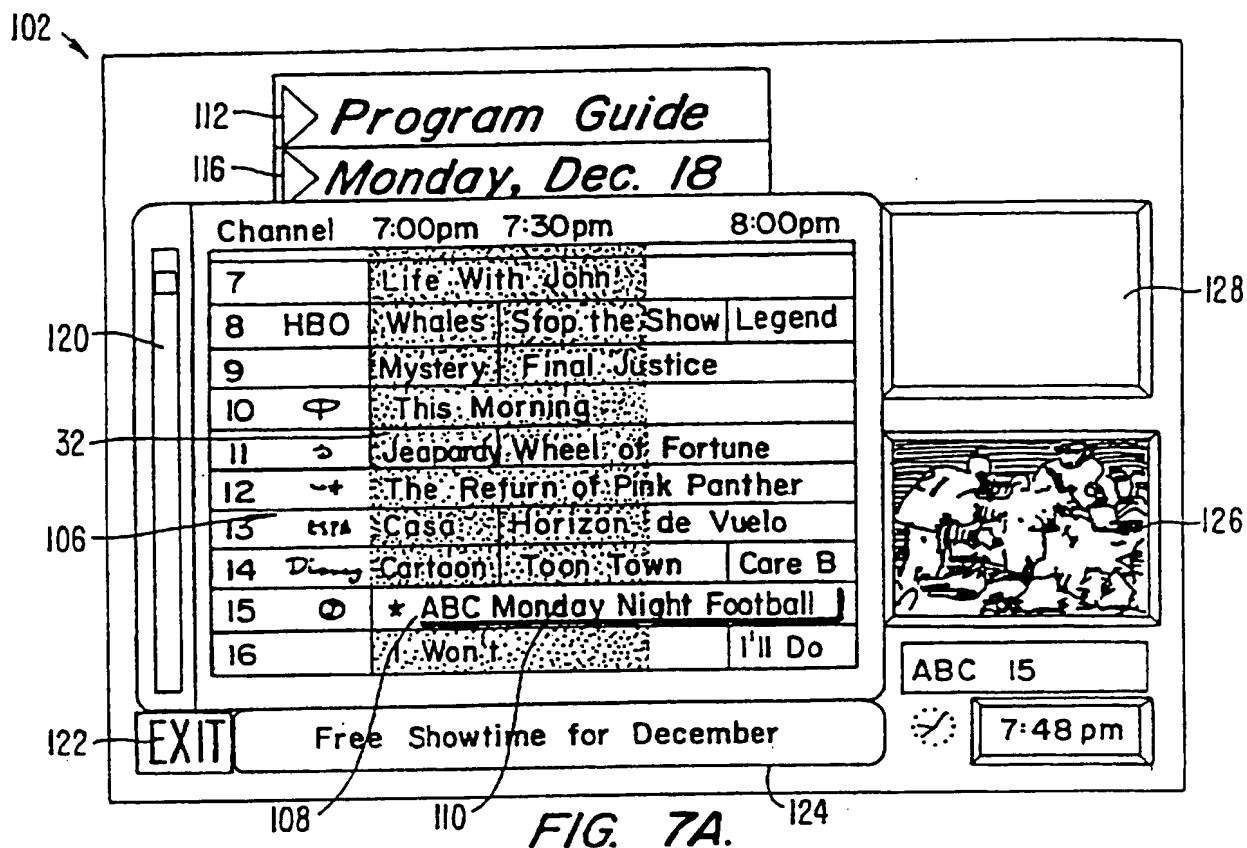 102
112 Program Guide
116 Monday, Dec. 18
Channel 7:00pm 7:30pm 8:00pm
7 Life With John
8 HBO Whales Stop the Show Legend
128
120
9 Mystery Final Justice
10 This Morning
32
11 Jeapardy Wheel of Fortune
12 The Return of Pink Panther
13 Casa Horizon de Vuelo
106
126
14 Disney Cartoon Toon Town Care B
15 * ABC Monday Night Football
16 I Won't I'll Do
ABC 15
122 EXIT Free Showtime for December
7:48 pm
108 110 124
FIG. 7A.